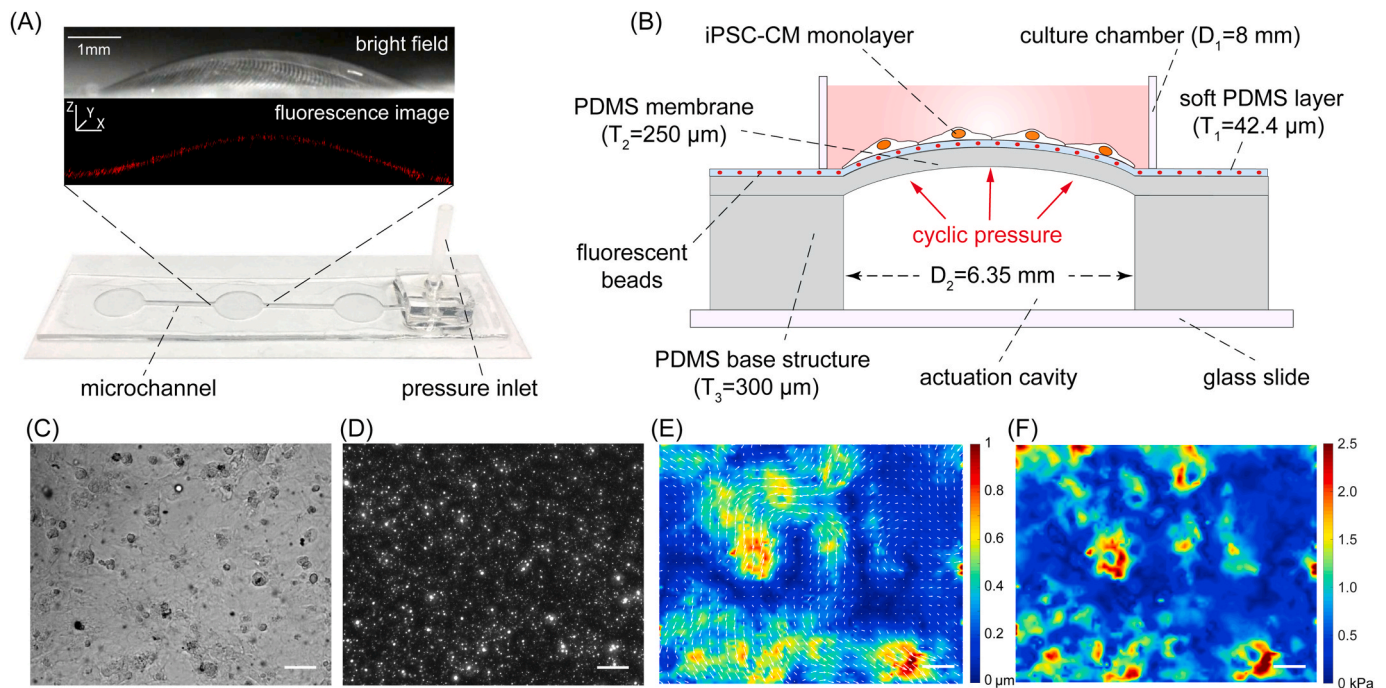 (A)
1mm
bright field
Z
Y
X
fluorescence image
microchannel
pressure inlet
(B)
iPSC-CM monolayer
culture chamber (D₁=8 mm)
PDMS membrane
(T₂=250 µm)
soft PDMS layer
(T₁=42.4 µm)
fluorescent
beads
cyclic pressure
D₂=6.35 mm
PDMS base structure
(T₃=300 µm)
actuation cavity
glass slide
(C)
(D)
(E)
1
0.8
0.6
0.4
0.2
0 µm
(F)
2.5
2.0
1.5
1.0
0.5
0 kPa